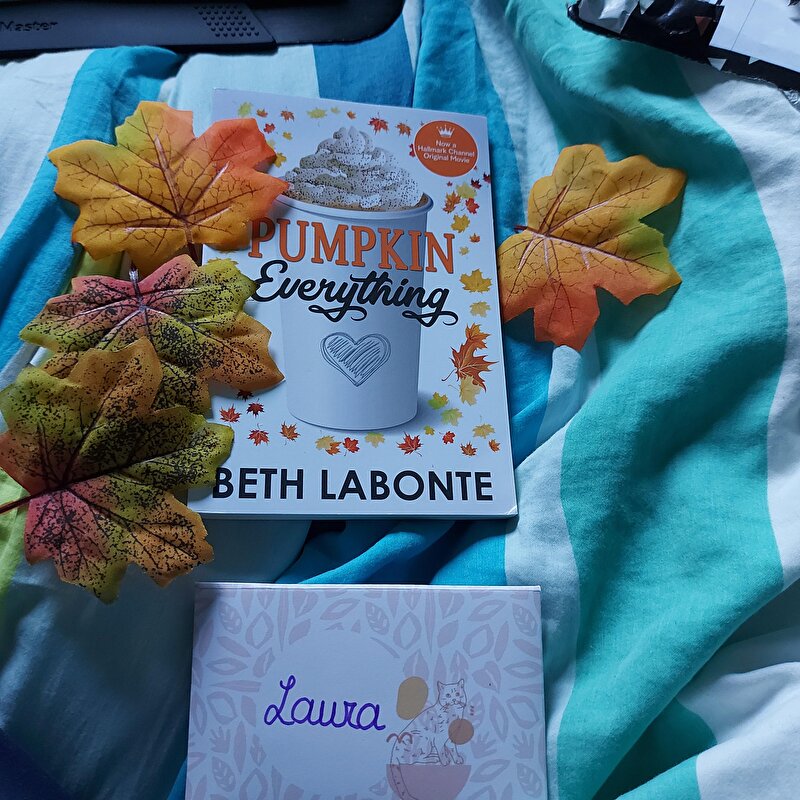 Master
Now a
Hallmark Channel
Original Movie
PUMPKIN
Everything
BETH LABONTE
Laura